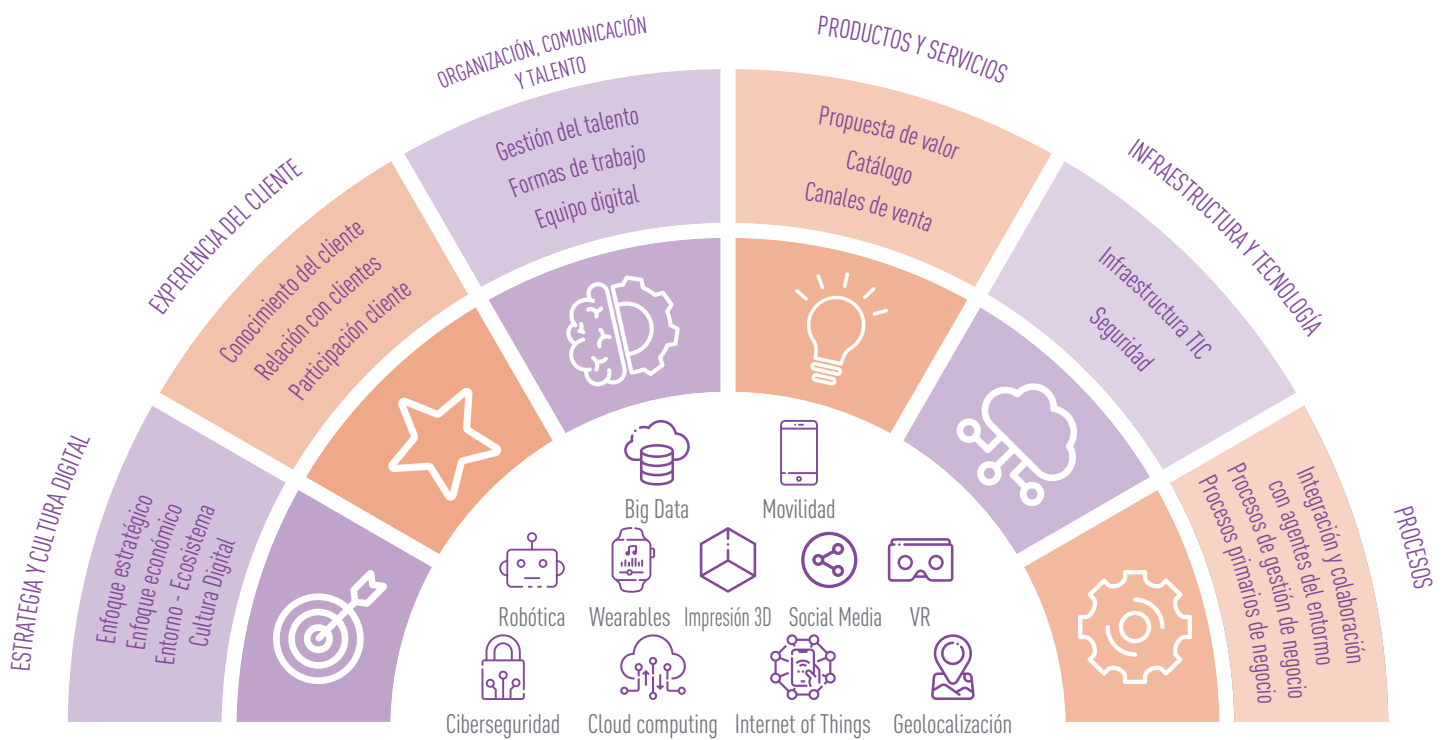 ESTRATEGIA Y CULTURA DIGITAL
Enfoque estratégico
Enfoque económico
Entorno - Ecosistema
Cultura Digital
EXPERIENCIA DEL CLIENTE
Conocimiento del cliente
Relación con clientes
Participación cliente
ORGANIZACIÓN, COMUNICACIÓN
Y TALENTO
Gestión del talento
Formas de trabajo
Equipo digital
PRODUCTOS Y SERVICIOS
Propuesta de valor
Catálogo
Canales de venta
INFRAESTRUCTURA Y TECNOLOGÍA
Infraestructura TIC
Seguridad
PROCESOS
Integración y colaboración
con agentes del entormo
Procesos de gestión de negocio
Procesos primarios de negocio
Big Data
Movilidad
Robótica
Wearables
Impresión 3D
Social Media
VR
Ciberseguridad
Cloud computing
Internet of Things
Geolocalización